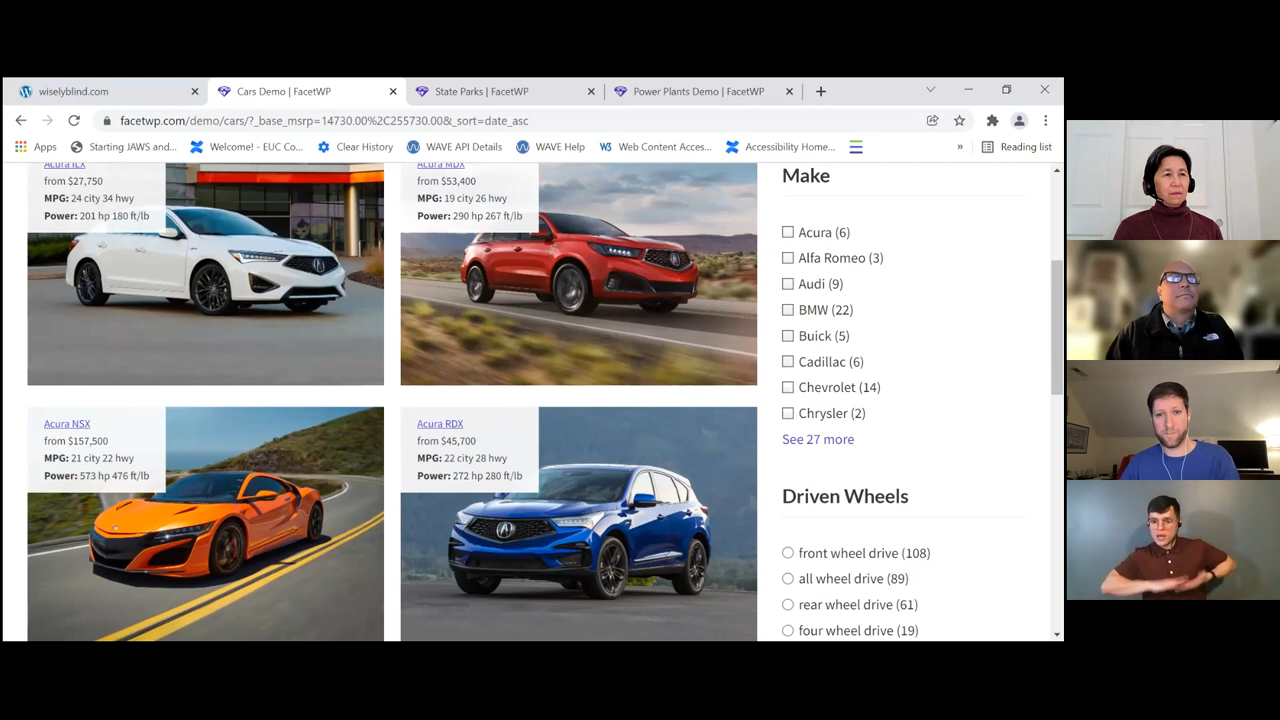 wiselyblind.com
Cars Demo | FacetWP
State Parks | FacetWP
Power Plants Demo | FacetWP
facetwp.com/demo/cars/?_base_msrp=14730.00%2C255730.00&_sort=date_asc
Apps
Starting JAWS and...
Welcome! - EUC Co...
Clear History
WAVE API Details
WAVE Help
W3
Web Content Acces...
Accessibility Home...
»
Reading list
Acura ILX
from $27,750
MPG: 24 city 34 hwy
Power: 201 hp 180 ft/lb
Acura MDX
from $53,400
MPG: 19 city 26 hwy
Power: 290 hp 267 ft/lb
Acura NSX
from $157,500
MPG: 21 city 22 hwy
Power: 573 hp 476 ft/lb
Acura RDX
from $45,700
MPG: 22 city 28 hwy
Power: 272 hp 280 ft/lb
Make
Acura (6)
Alfa Romeo (3)
Audi (9)
BMW (22)
Buick (5)
Cadillac (6)
Chevrolet (14)
Chrysler (2)
See 27 more
Driven Wheels
front wheel drive (108)
all wheel drive (89)
rear wheel drive (61)
four wheel drive (19)